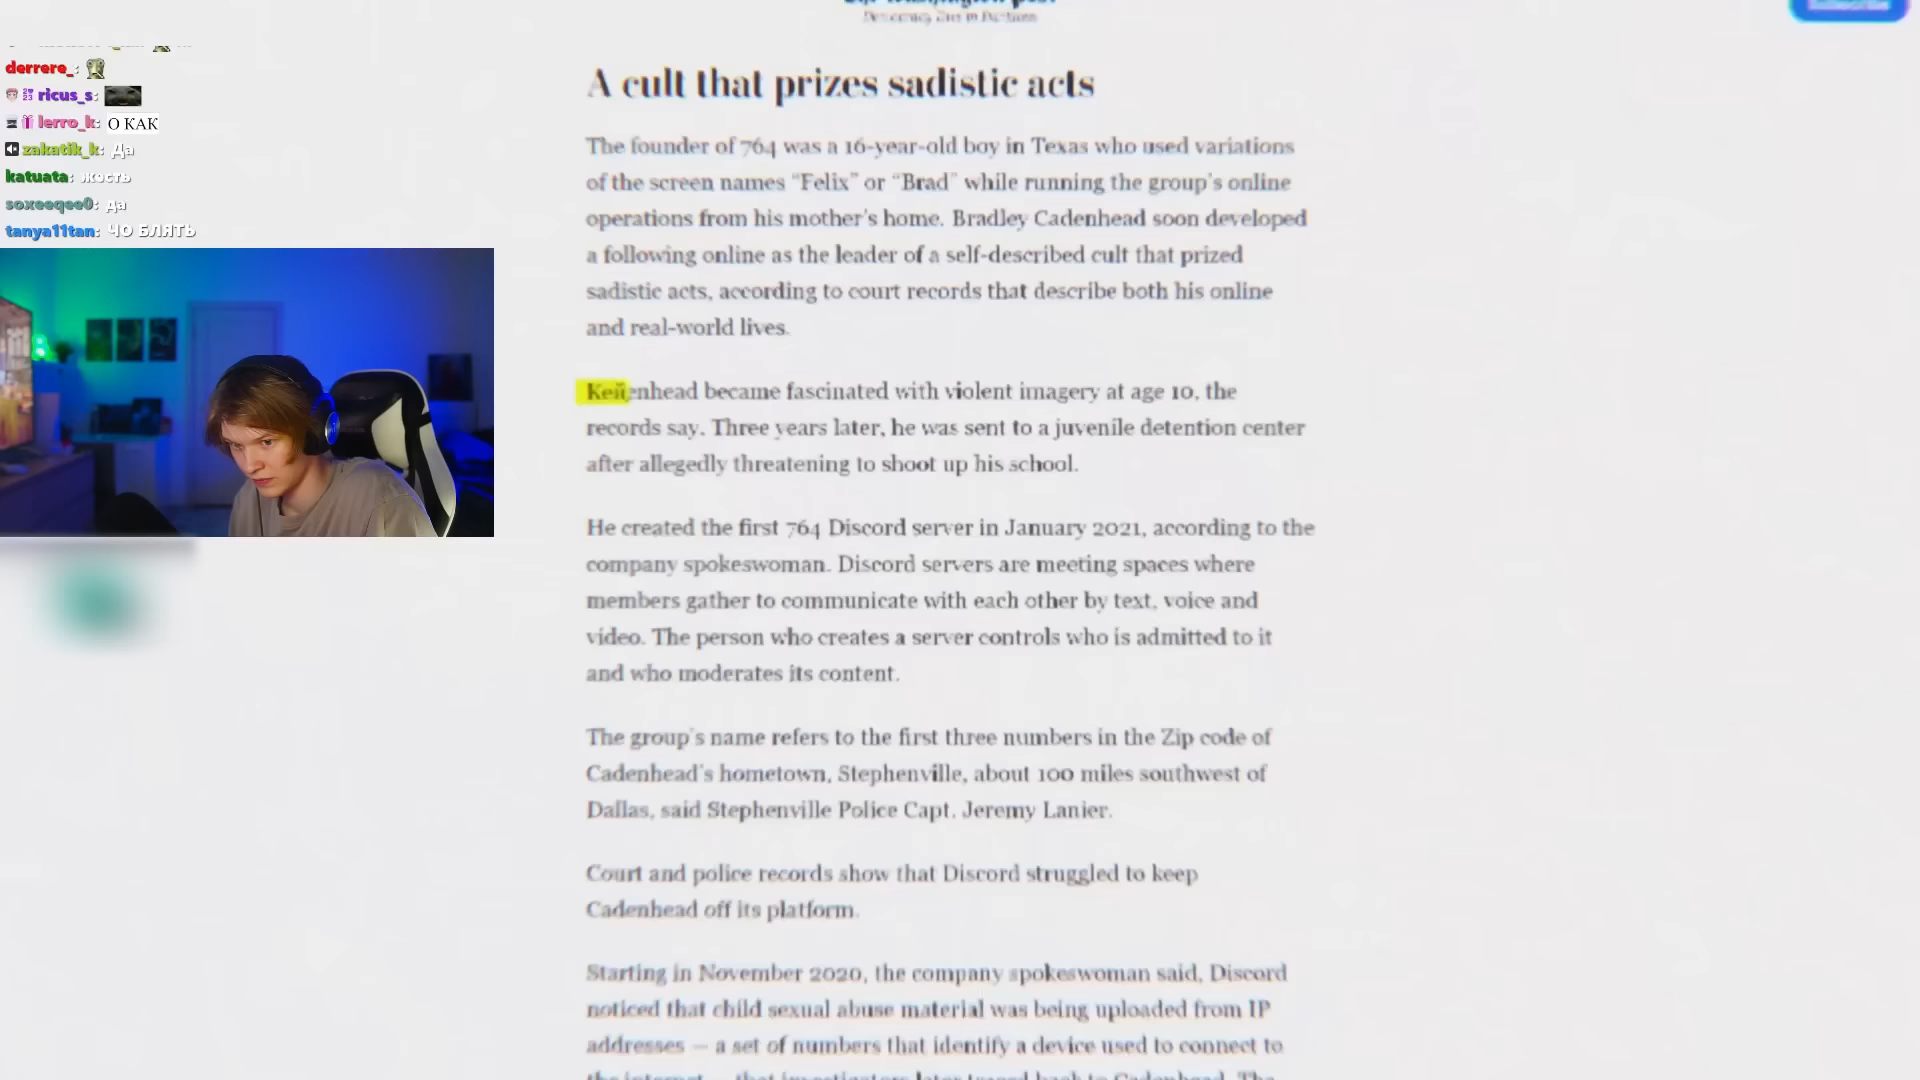 derrere_:
ricus_s:
lerro_k: О КАК
zakatik_k: Да
katuata: жость
soxeeqee0: да
tanya11tan: ЧО БЛЯТЬ
A cult that prizes sadistic acts
The founder of 764 was a 16-year-old boy in Texas who used variations
of the screen names “Felix” or “Brad” while running the group's online
operations from his mother's home. Bradley Cadenhead soon developed
a following online as the leader of a self-described cult that prized
sadistic acts, according to court records that describe both his online
and real-world lives.
Кейenhead became fascinated with violent imagery at age 10, the
records say. Three years later, he was sent to a juvenile detention center
after allegedly threatening to shoot up his school.
He created the first 764 Discord server in January 2021, according to the
company spokeswoman. Discord servers are meeting spaces where
members gather to communicate with each other by text, voice and
video. The person who creates a server controls who is admitted to it
and who moderates its content.
The group's name refers to the first three numbers in the Zip code of
Cadenhead's hometown, Stephenville, about 100 miles southwest of
Dallas, said Stephenville Police Capt. Jeremy Lanier.
Court and police records show that Discord struggled to keep
Cadenhead off its platform.
Starting in November 2020, the company spokeswoman said, Discord
noticed that child sexual abuse material was being uploaded from IP
addresses — a set of numbers that identify a device used to connect to